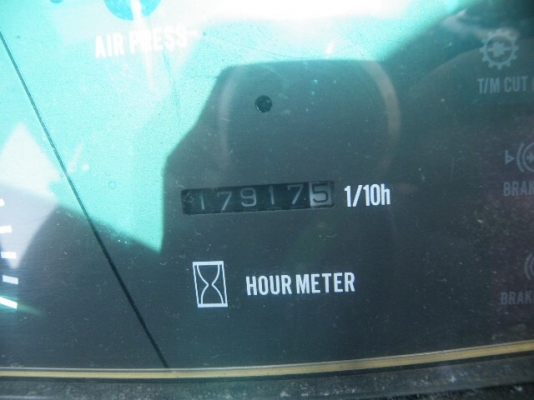 AIR PRESS
T/M CUT
BRAK
179175 1/10h
HOUR METER
BRAK